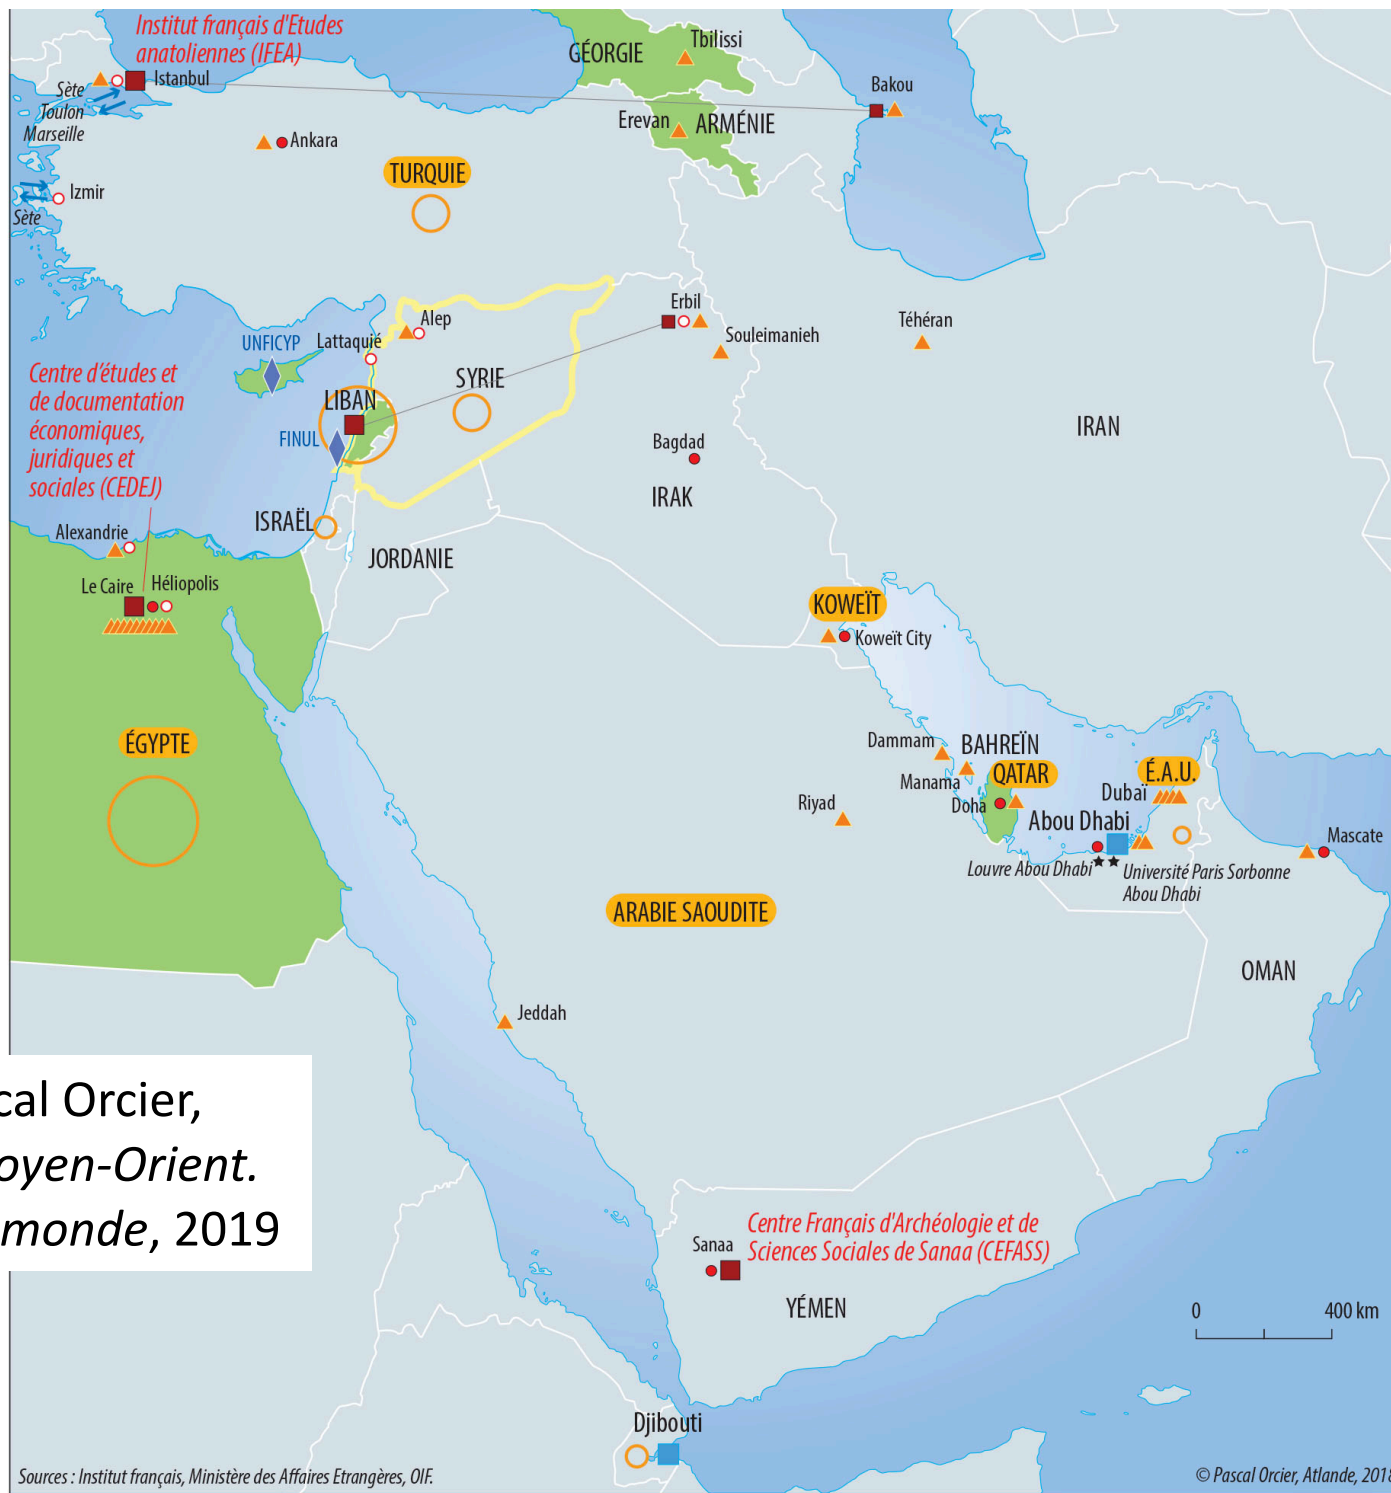 Institut français d'Etudes
anatoliennes (IFEA)
GÉORGIE
Tbilissi
Istanbul
Bakou
Sète
Toulon
Marseille
Erevan
ARMÉNIE
Ankara
TURQUIE
Izmir
Sète
Erbil
Alep
Souleimanieh
Téhéran
UNFICYP
Lattaquié
Centre d'études et
de documentation
économiques,
juridiques et
sociales (CEDEJ)
SYRIE
LIBAN
FINUL
IRAN
Bagdad
IRAK
ISRAËL
Alexandrie
JORDANIE
Le Caire
Héliopolis
KOWEÏT
Koweït City
ÉGYPTE
Dammam
BAHREÏN
Manama
QATAR
É.A.U.
Dubaï
Riyad
Doha
Abou Dhabi
Mascate
Louvre Abou Dhabi
Université Paris Sorbonne
Abou Dhabi
ARABIE SAOUDITE
OMAN
Jeddah
cal Orcier,
oyen-Orient.
monde, 2019
Centre Français d'Archéologie et de
Sciences Sociales de Sanaa (CEFASS)
Sanaa
YÉMEN
0 400 km
Djibouti
Sources : Institut français, Ministère des Affaires Etrangères, OIF.
© Pascal Orcier, Atlande, 2018